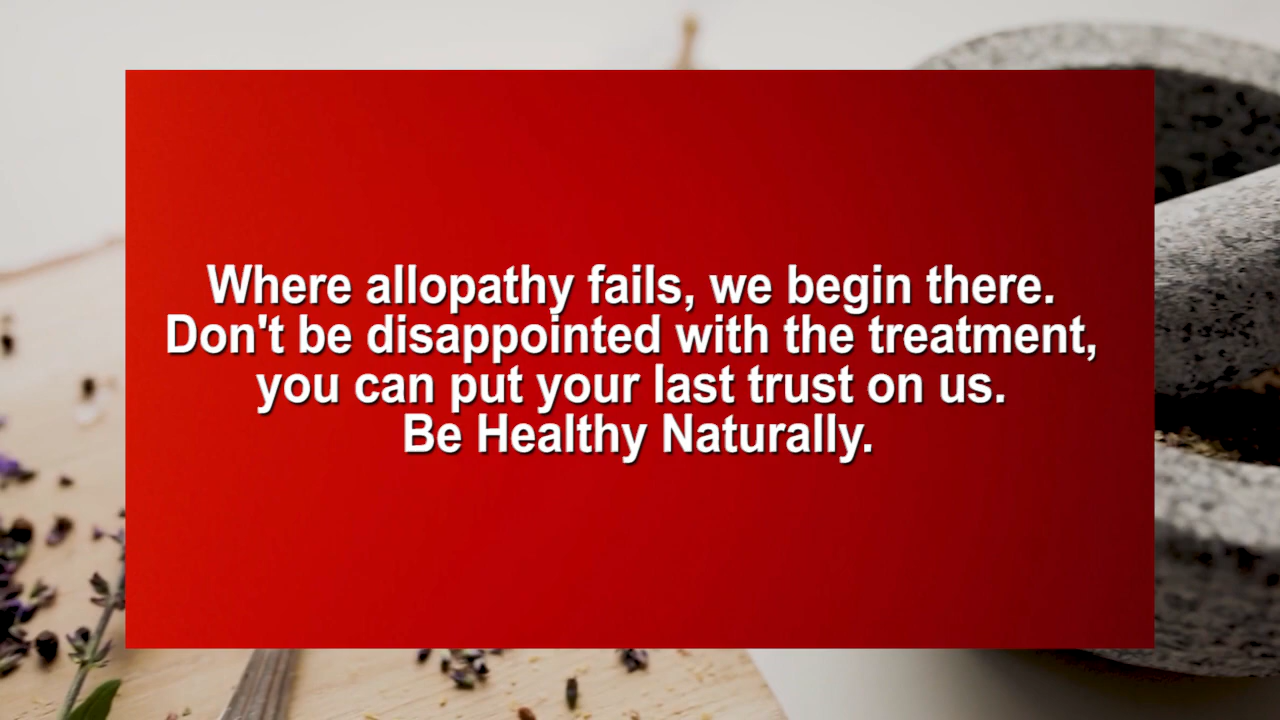 Where allopathy fails, we begin there.
Don't be disappointed with the treatment,
you can put your last trust on us.
Be Healthy Naturally.